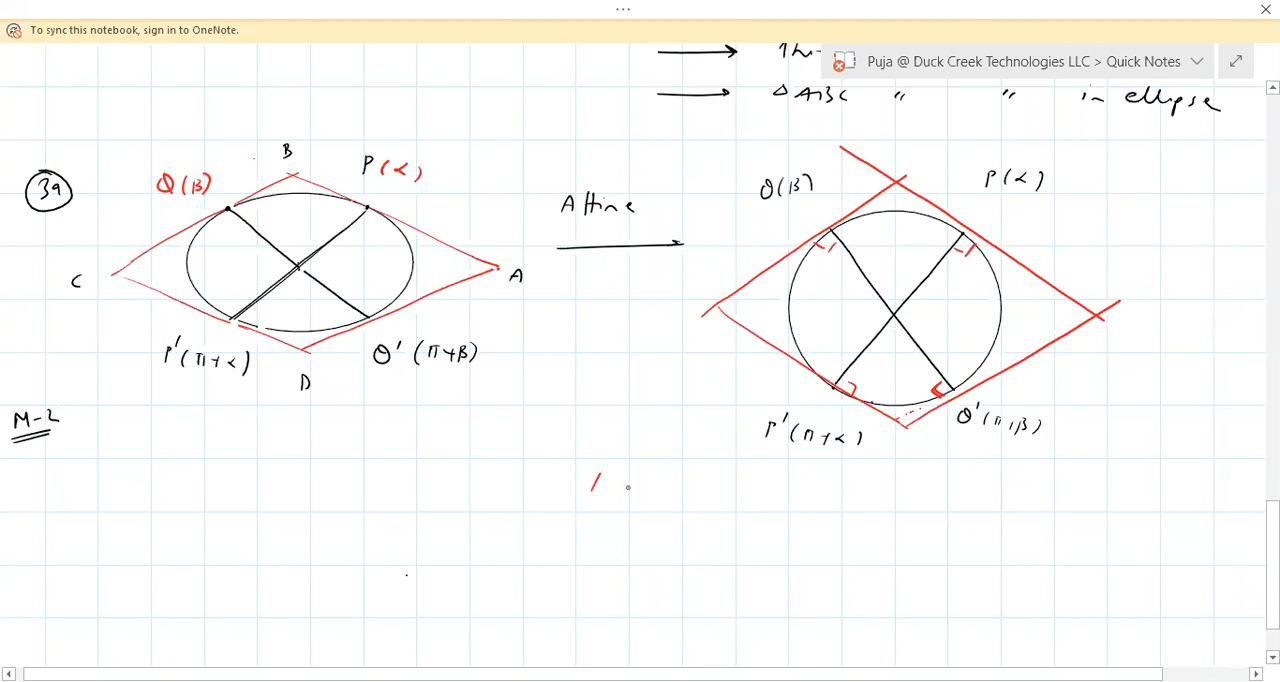 To sync this notebook, sign in to OneNote.
Puja @ Duck Creek Technologies LLC > Quick Notes
Δ ABC " " in ellipse
39
B
P(α)
Q(β)
C
A
P'(π+α)
Q'(π+β)
D
Affine
Q(β)
P(α)
P'(π+α)
Q'(π+β)
M-2